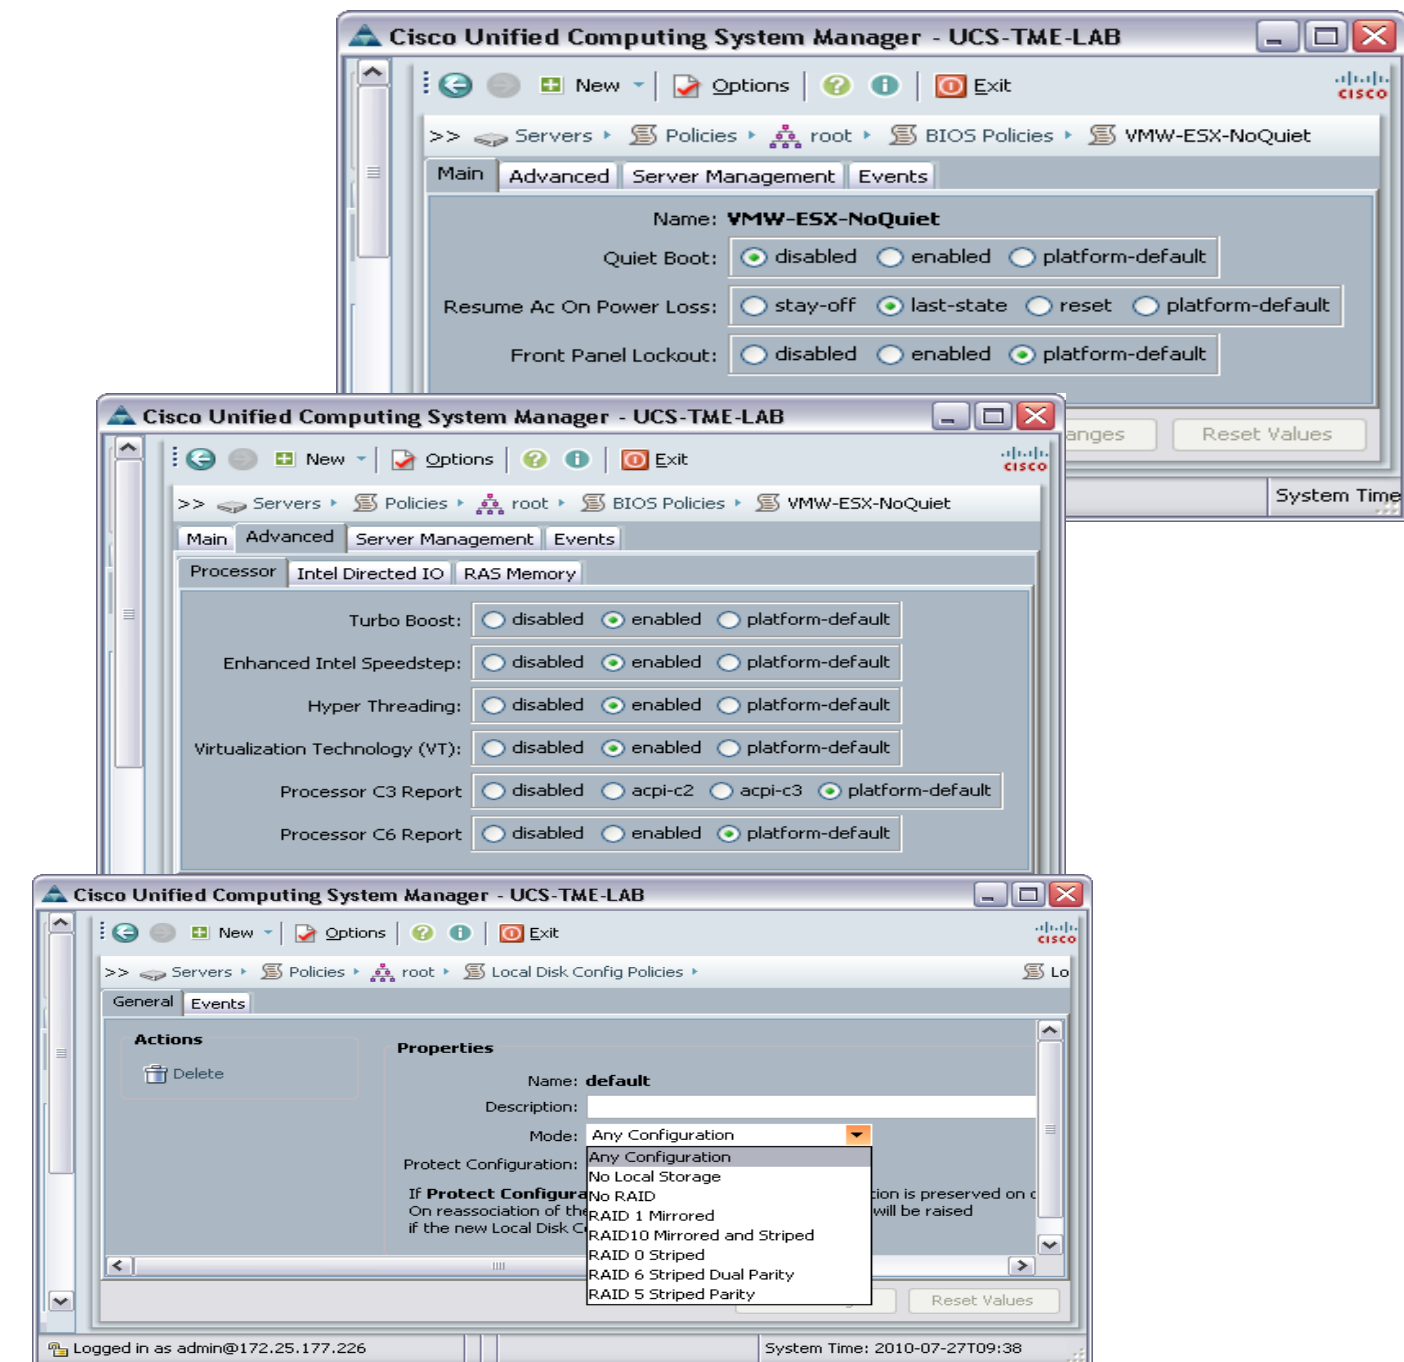 Cisco Unified Computing System Manager - UCS-TME-LAB
New Options Exit
CISCO
>> Servers Policies root BIOS Policies VMW-ESX-NoQuiet
Main Advanced Server Management Events
Name: VMW-ESX-NoQuiet
Quiet Boot: disabled enabled platform-default
Resume Ac On Power Loss: stay-off last-state reset platform-default
Front Panel Lockout: disabled enabled platform-default
anges Reset Values
System Time
Cisco Unified Computing System Manager - UCS-TME-LAB
New Options Exit
CISCO
>> Servers Policies root BIOS Policies VMW-ESX-NoQuiet
Main Advanced Server Management Events
Processor Intel Directed IO RAS Memory
Turbo Boost: disabled enabled platform-default
Enhanced Intel Speedstep: disabled enabled platform-default
Hyper Threading: disabled enabled platform-default
Virtualization Technology (VT): disabled enabled platform-default
Processor C3 Report disabled acpi-c2 acpi-c3 platform-default
Processor C6 Report disabled enabled platform-default
Cisco Unified Computing System Manager - UCS-TME-LAB
New Options Exit
CISCO
>> Servers Policies root Local Disk Config Policies Lo
General Events
Actions
Delete
Properties
Name: default
Description:
Mode: Any Configuration
Protect Configuration:
Any Configuration
No Local Storage
No RAID
RAID 1 Mirrored
RAID10 Mirrored and Striped
RAID 0 Striped
RAID 6 Striped Dual Parity
RAID 5 Striped Parity
If Protect Configura tion is preserved on
On reassociation of the will be raised
if the new Local Disk C
Reset Values
Logged in as admin@172.25.177.226
System Time: 2010-07-27T09:38